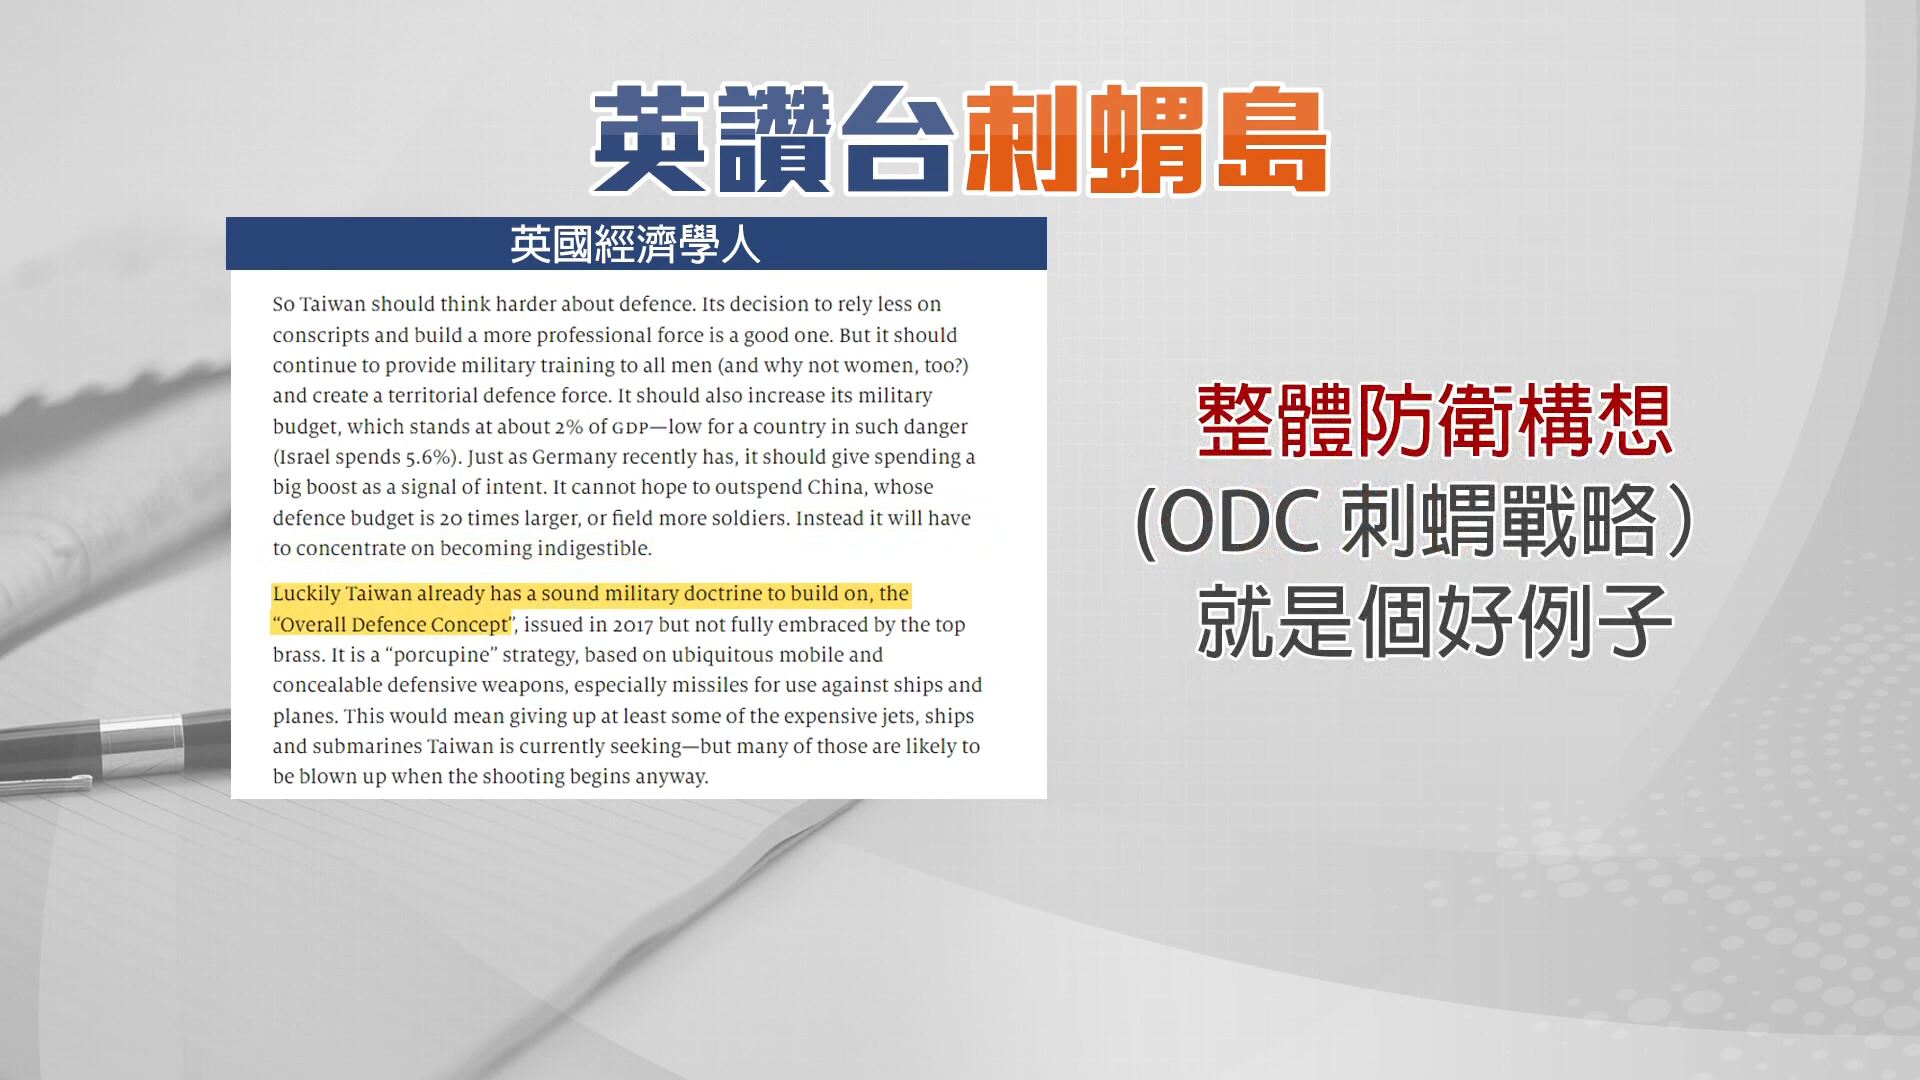 英讚台刺蝟島
英國經濟學人
So Taiwan should think harder about defence. Its decision to rely less on
conscripts and build a more professional force is a good one. But it should
continue to provide military training to all men (and why not women, too?)
and create a territorial defence force. It should also increase its military
budget, which stands at about 2% of GDP—low for a country in such danger
(Israel spends 5.6%). Just as Germany recently has, it should give spending a
big boost as a signal of intent. It cannot hope to outspend China, whose
defence budget is 20 times larger, or field more soldiers. Instead it will have
to concentrate on becoming indigestible.
Luckily Taiwan already has a sound military doctrine to build on, the
“Overall Defence Concept”, issued in 2017 but not fully embraced by the top
brass. It is a “porcupine” strategy, based on ubiquitous mobile and
concealable defensive weapons, especially missiles for use against ships and
planes. This would mean giving up at least some of the expensive jets, ships
and submarines Taiwan is currently seeking—but many of those are likely to
be blown up when the shooting begins anyway.
整體防衛構想
(ODC 刺蝟戰略）
就是個好例子